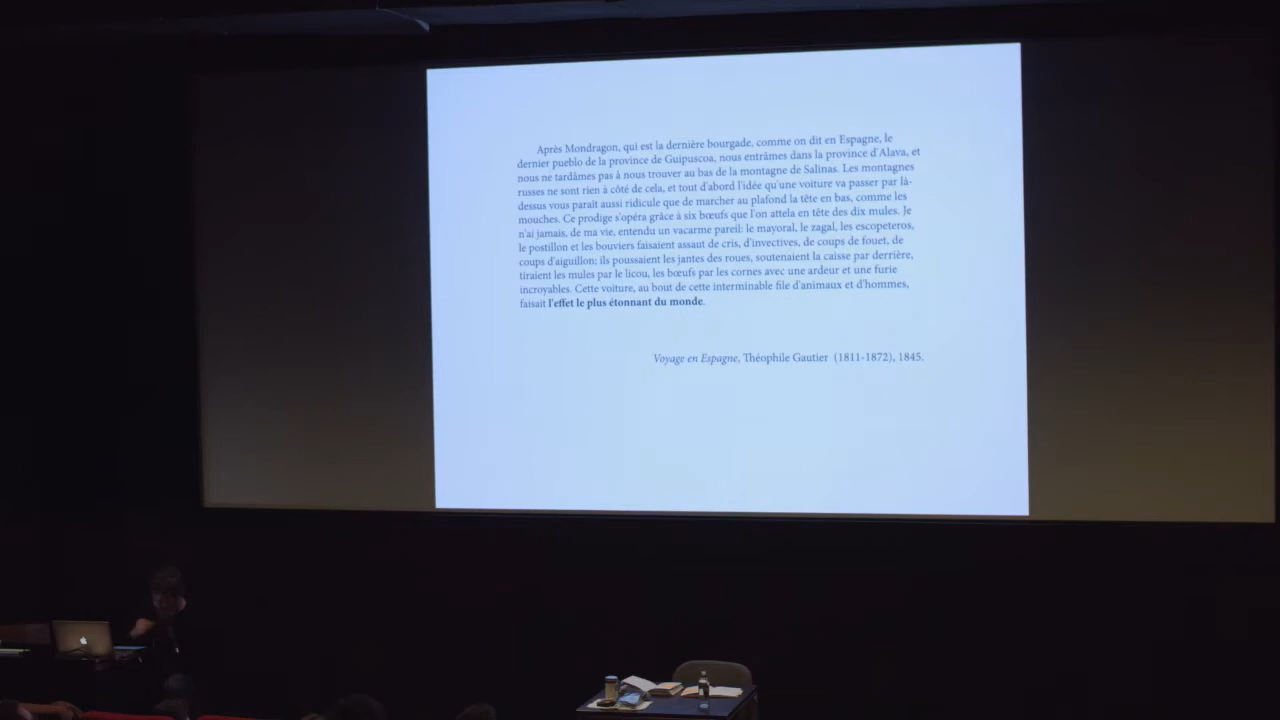 Après Mondragon, qui est la dernière bourgade, comme on dit en Espagne, le
dernier pueblo de la province de Guipuscoa, nous entrâmes dans la province d'Alava, et
nous ne tardâmes pas à nous trouver au bas de la montagne de Salinas. Les montagnes
russes ne sont rien à côté de cela, et tout d'abord l'idée qu'une voiture va passer par là-
dessus vous paraît aussi ridicule que de marcher au plafond la tête en bas, comme les
mouches. Ce prodige s'opéra grâce à six bœufs que l'on attela en tête des dix mules. Je
n'ai jamais, de ma vie, entendu un vacarme pareil: le mayoral, le zagal, les escopeteros,
le postillon et les bouviers faisaient assaut de cris, d'invectives, de coups de fouet, de
coups d'aiguillon; ils poussaient les jantes des roues, soutenaient la caisse par derrière,
tiraient les mules par le licou, les bœufs par les cornes avec une ardeur et une furie
incroyables. Cette voiture, au bout de cette interminable file d'animaux et d'hommes,
faisait l'effet le plus étonnant du monde.
Voyage en Espagne, Théophile Gautier (1811-1872), 1845.